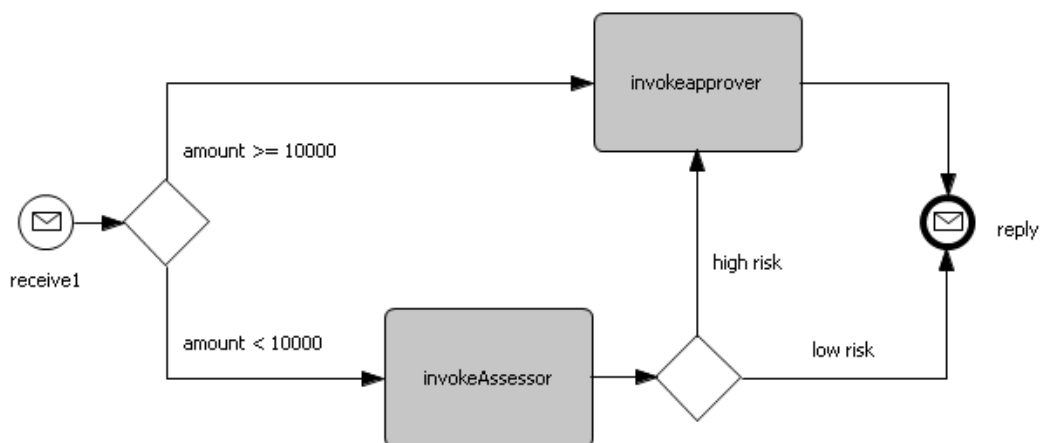 invokeapprover
amount >= 10000
receive1
reply
high risk
amount < 10000
low risk
invokeAssessor